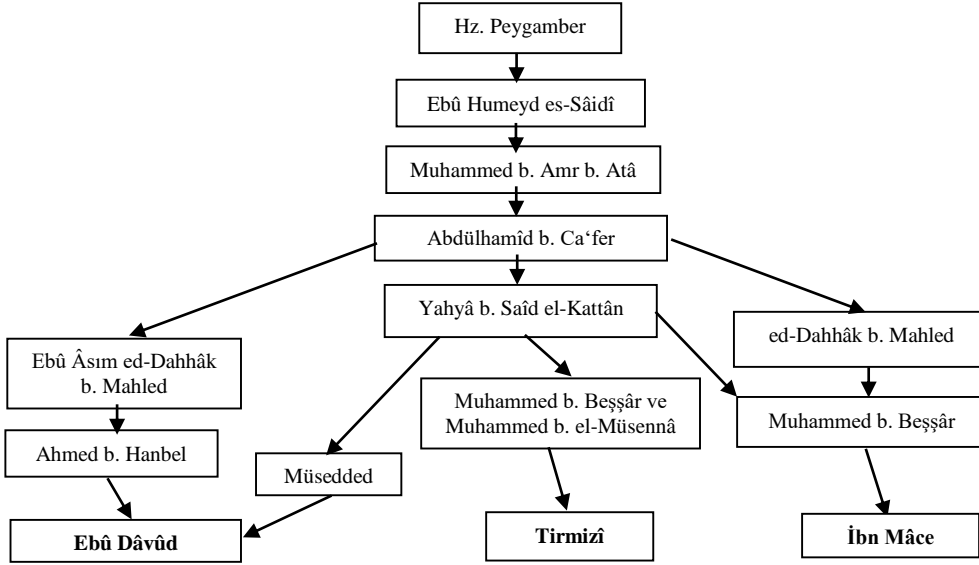 Hz. Peygamber
Ebû Humeyd es-Sâidî
Muhammed b. Amr b. Atâ
Abdülhamîd b. Ca‘fer
Yahyâ b. Saîd el-Kattân
Ebû Âsım ed-Dahhâk
b. Mahled
ed-Dahhâk b. Mahled
Muhammed b. Beşşâr ve
Muhammed b. el-Müsennâ
Muhammed b. Beşşâr
Ahmed b. Hanbel
Müsedded
Ebû Dâvûd
Tirmizî
İbn Mâce